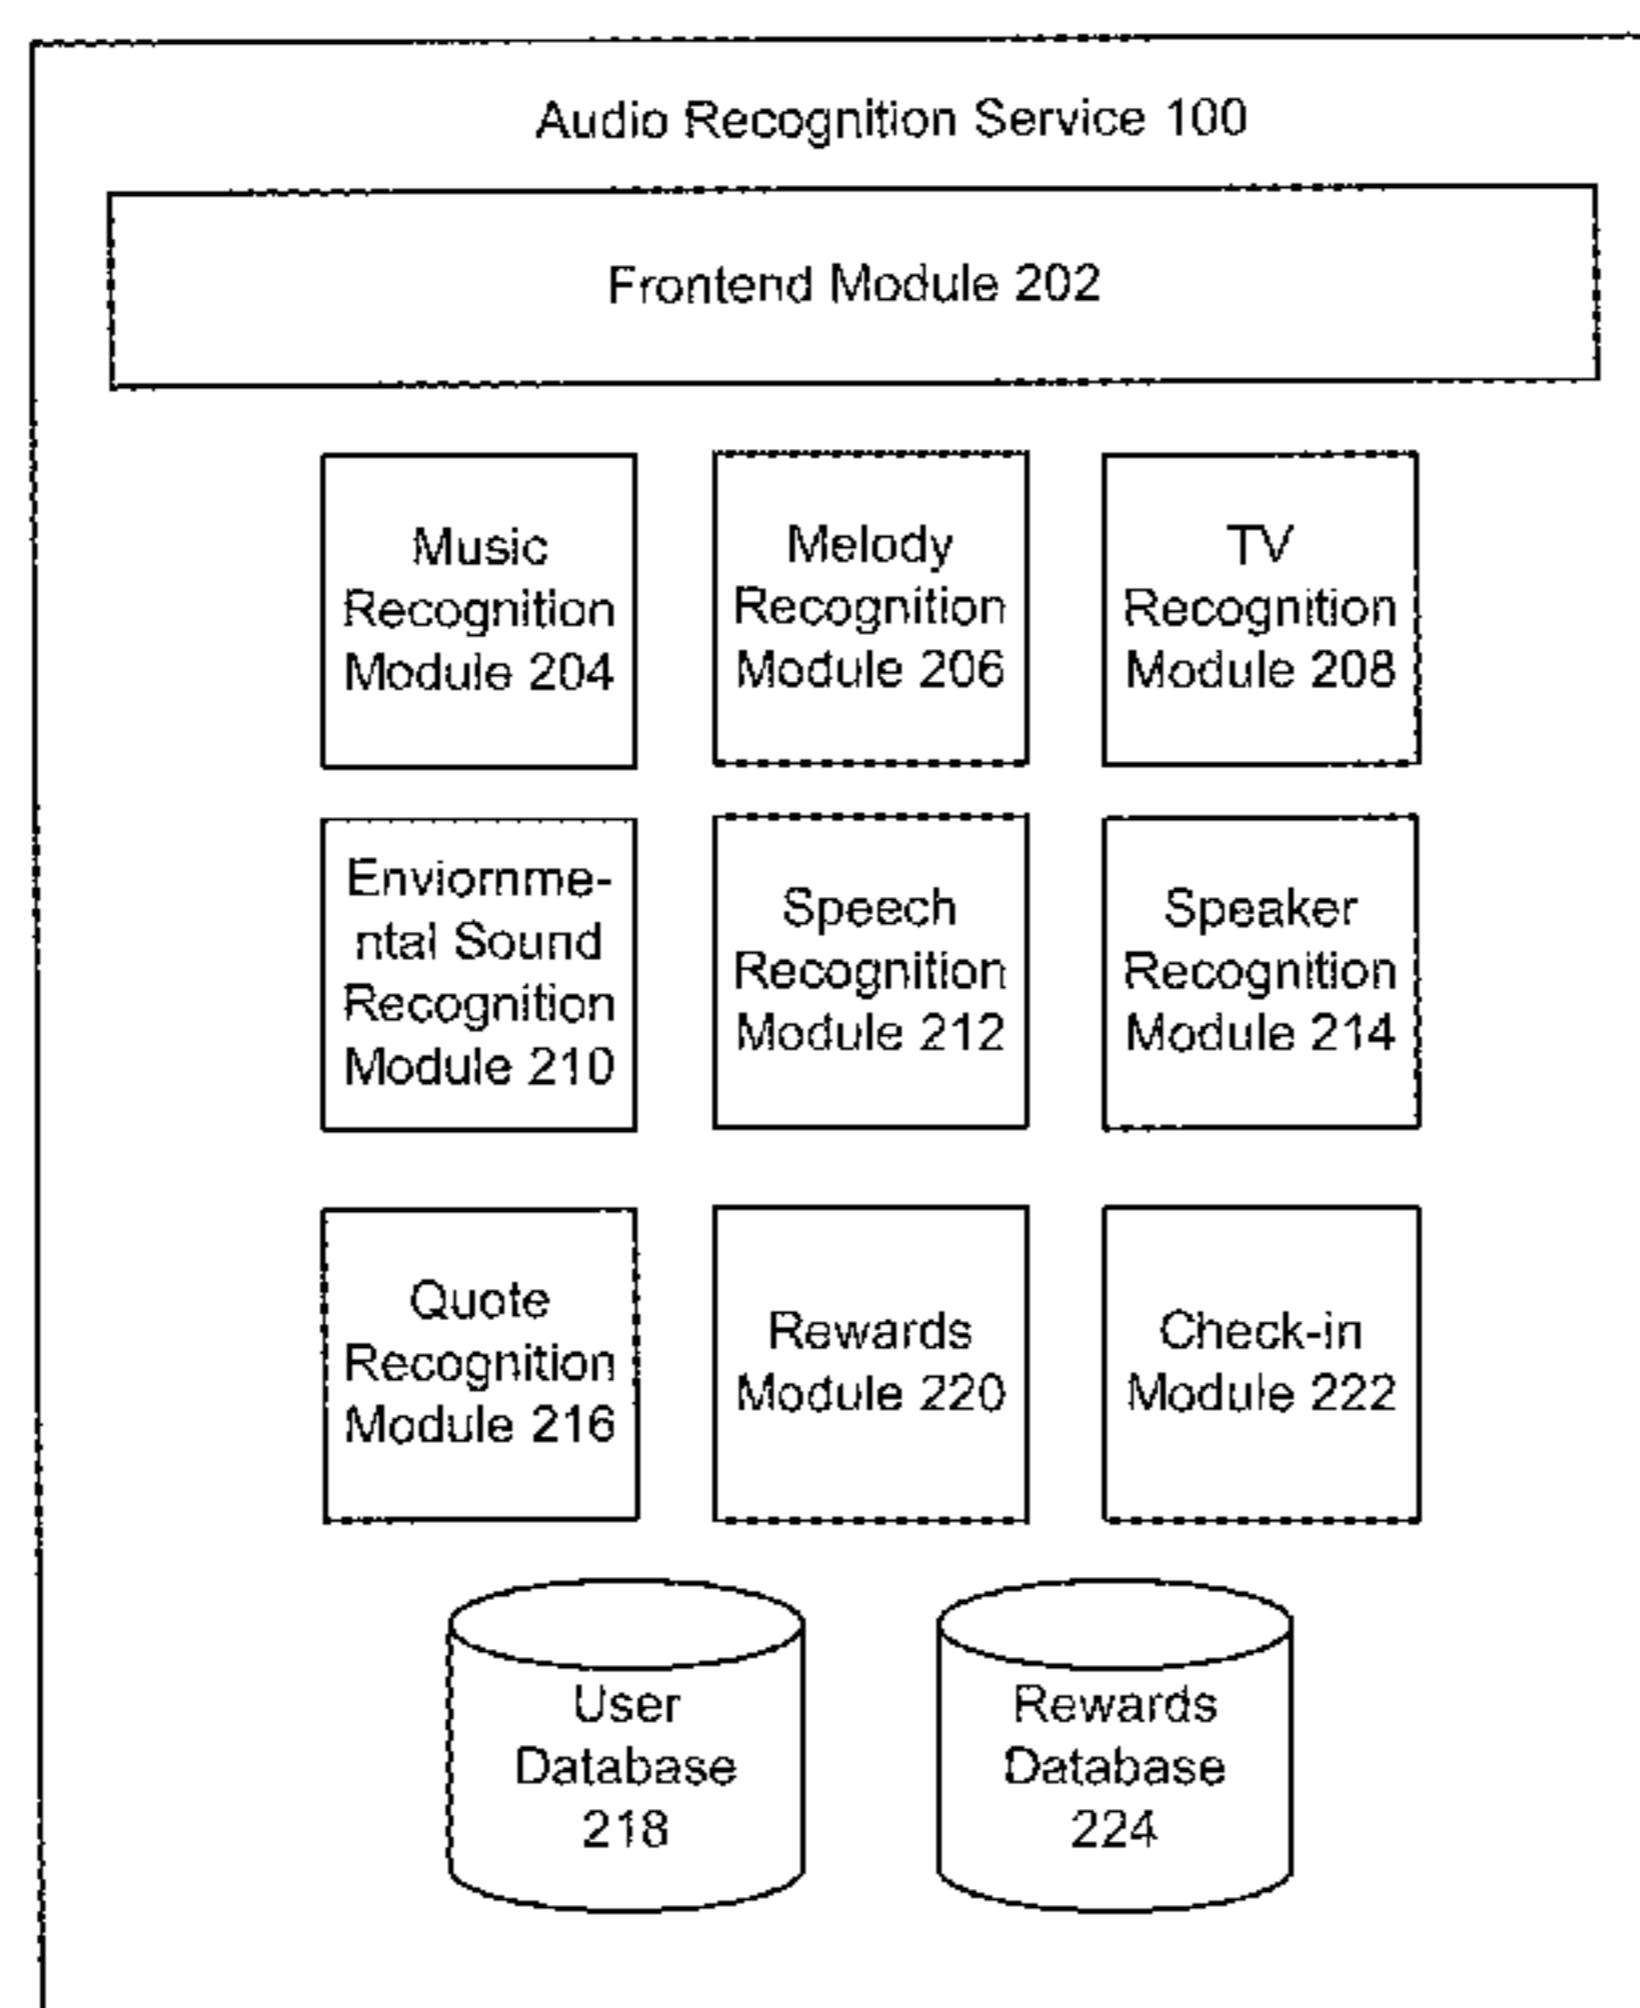 Audio Recognition Service 100
Frontend Module 202
Music
Recognition
Module 204
Melody
Recognition
Module 206
TV
Recognition
Module 208
Enviornme-
ntal Sound
Recognition
Module 210
Speech
Recognition
Module 212
Speaker
Recognition
Module 214
Quote
Recognition
Module 216
Rewards
Module 220
Check-in
Module 222
User
Database
218
Rewards
Database
224